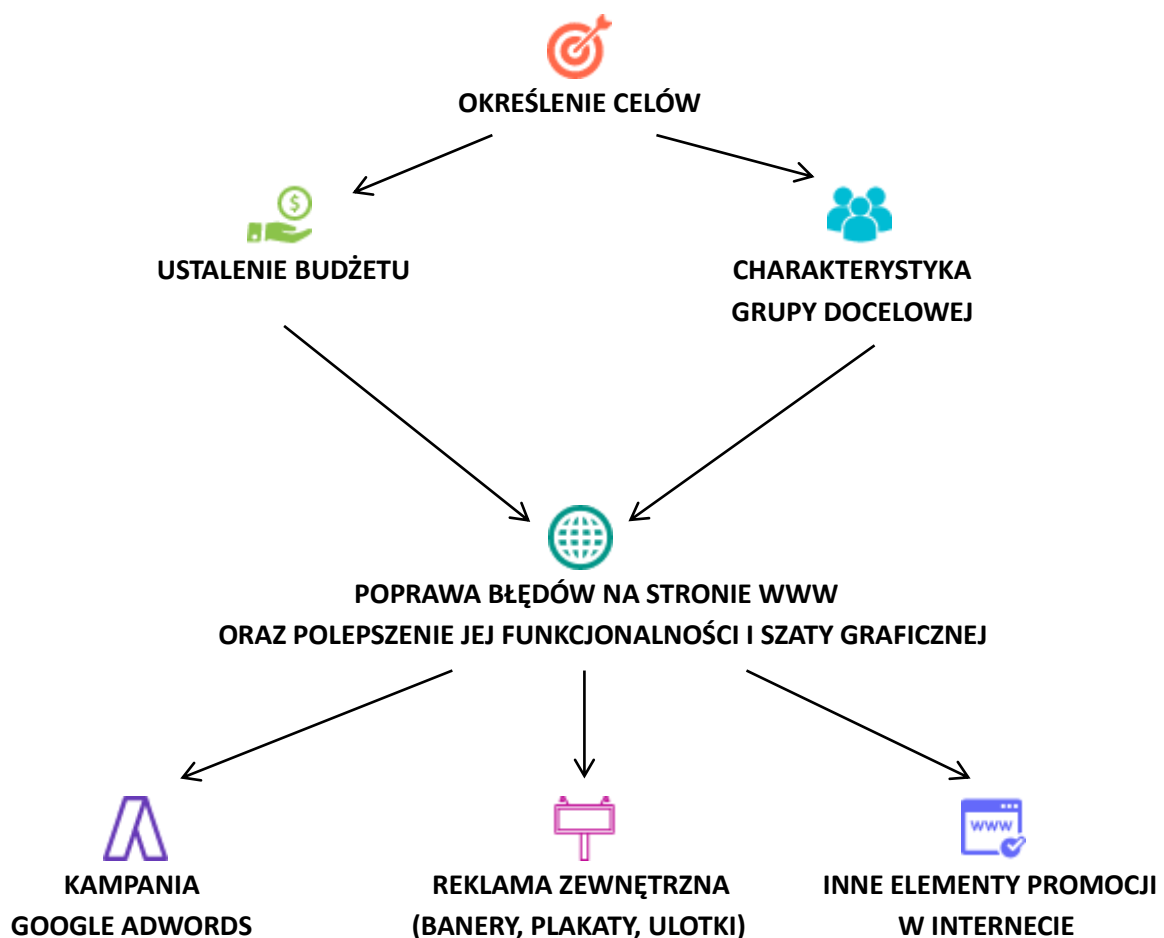 OKREŚLENIE CELÓW
USTALENIE BUDŻETU
CHARAKTERYSTYKA
GRUPY DOCELOWEJ
POPRAWA BŁĘDÓW NA STRONIE WWW
ORAZ POLEPSZENIE JEJ FUNKCJONALNOŚCI I SZATY GRAFICZNEJ
KAMPANIA
GOOGLE ADWORDS
REKLAMA ZEWNĘTRZNA
(BANERY, PLAKATY, ULOTKI)
www
INNE ELEMENTY PROMOCJI
W INTERNECIE